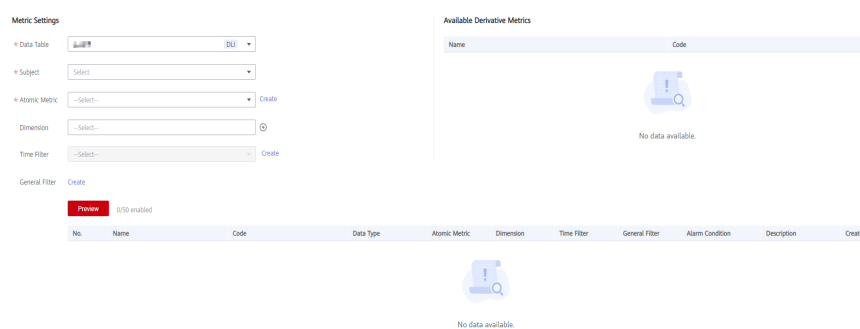 Metric Settings
* Data Table
DLI
* Subject
Select
* Atomic Metric
--Select--
Create
Dimension
--Select--
Time Filter
--Select--
Create
General Filter
Create
Preview
0/50 enabled
Available Derivative Metrics
Name Code
No data available.
No. Name Code Data Type Atomic Metric Dimension Time Filter General Filter Alarm Condition Description Creat
No data available.